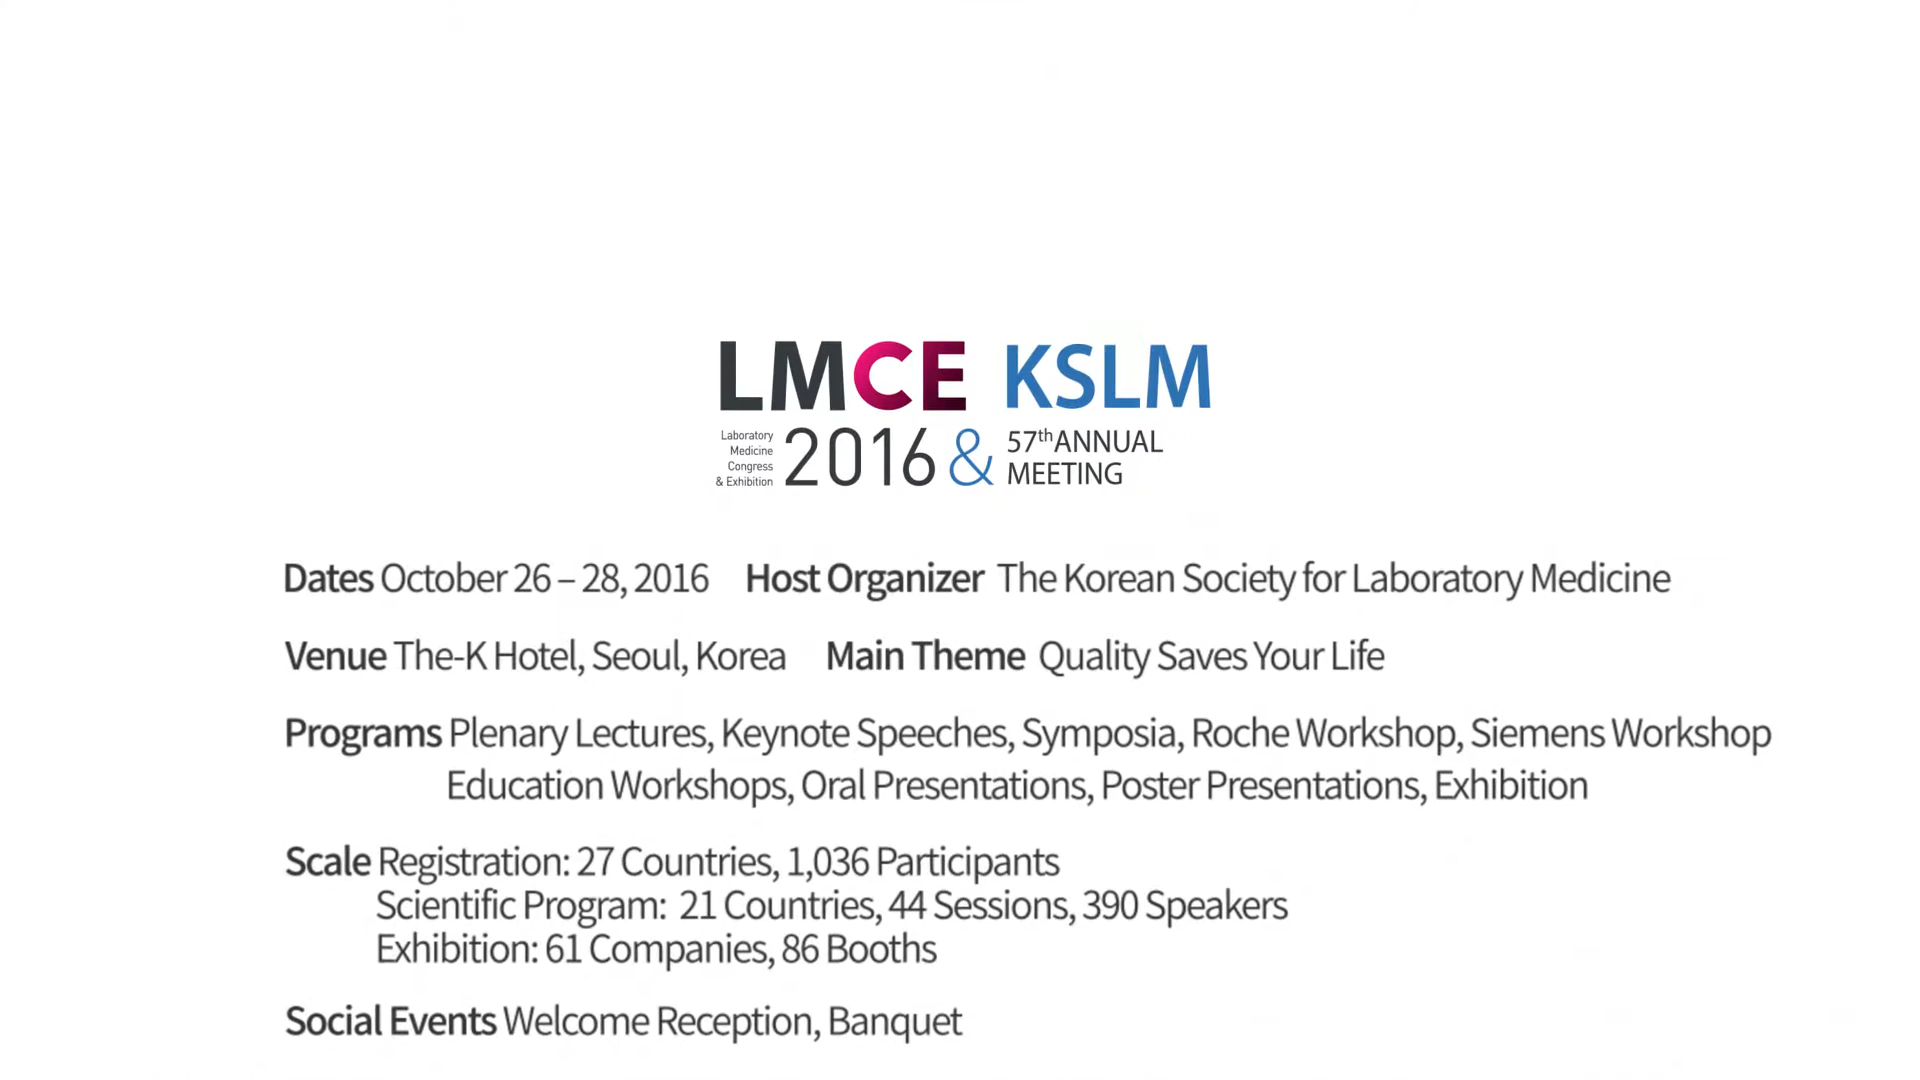 LMCE KSLM
Laboratory
Medicine
Congress
& Exhibition
2016 & 57th ANNUAL
MEETING
Dates October 26 – 28, 2016 Host Organizer The Korean Society for Laboratory Medicine
Venue The-K Hotel, Seoul, Korea Main Theme Quality Saves Your Life
Programs Plenary Lectures, Keynote Speeches, Symposia, Roche Workshop, Siemens Workshop
Education Workshops, Oral Presentations, Poster Presentations, Exhibition
Scale Registration: 27 Countries, 1,036 Participants
Scientific Program: 21 Countries, 44 Sessions, 390 Speakers
Exhibition: 61 Companies, 86 Booths
Social Events Welcome Reception, Banquet